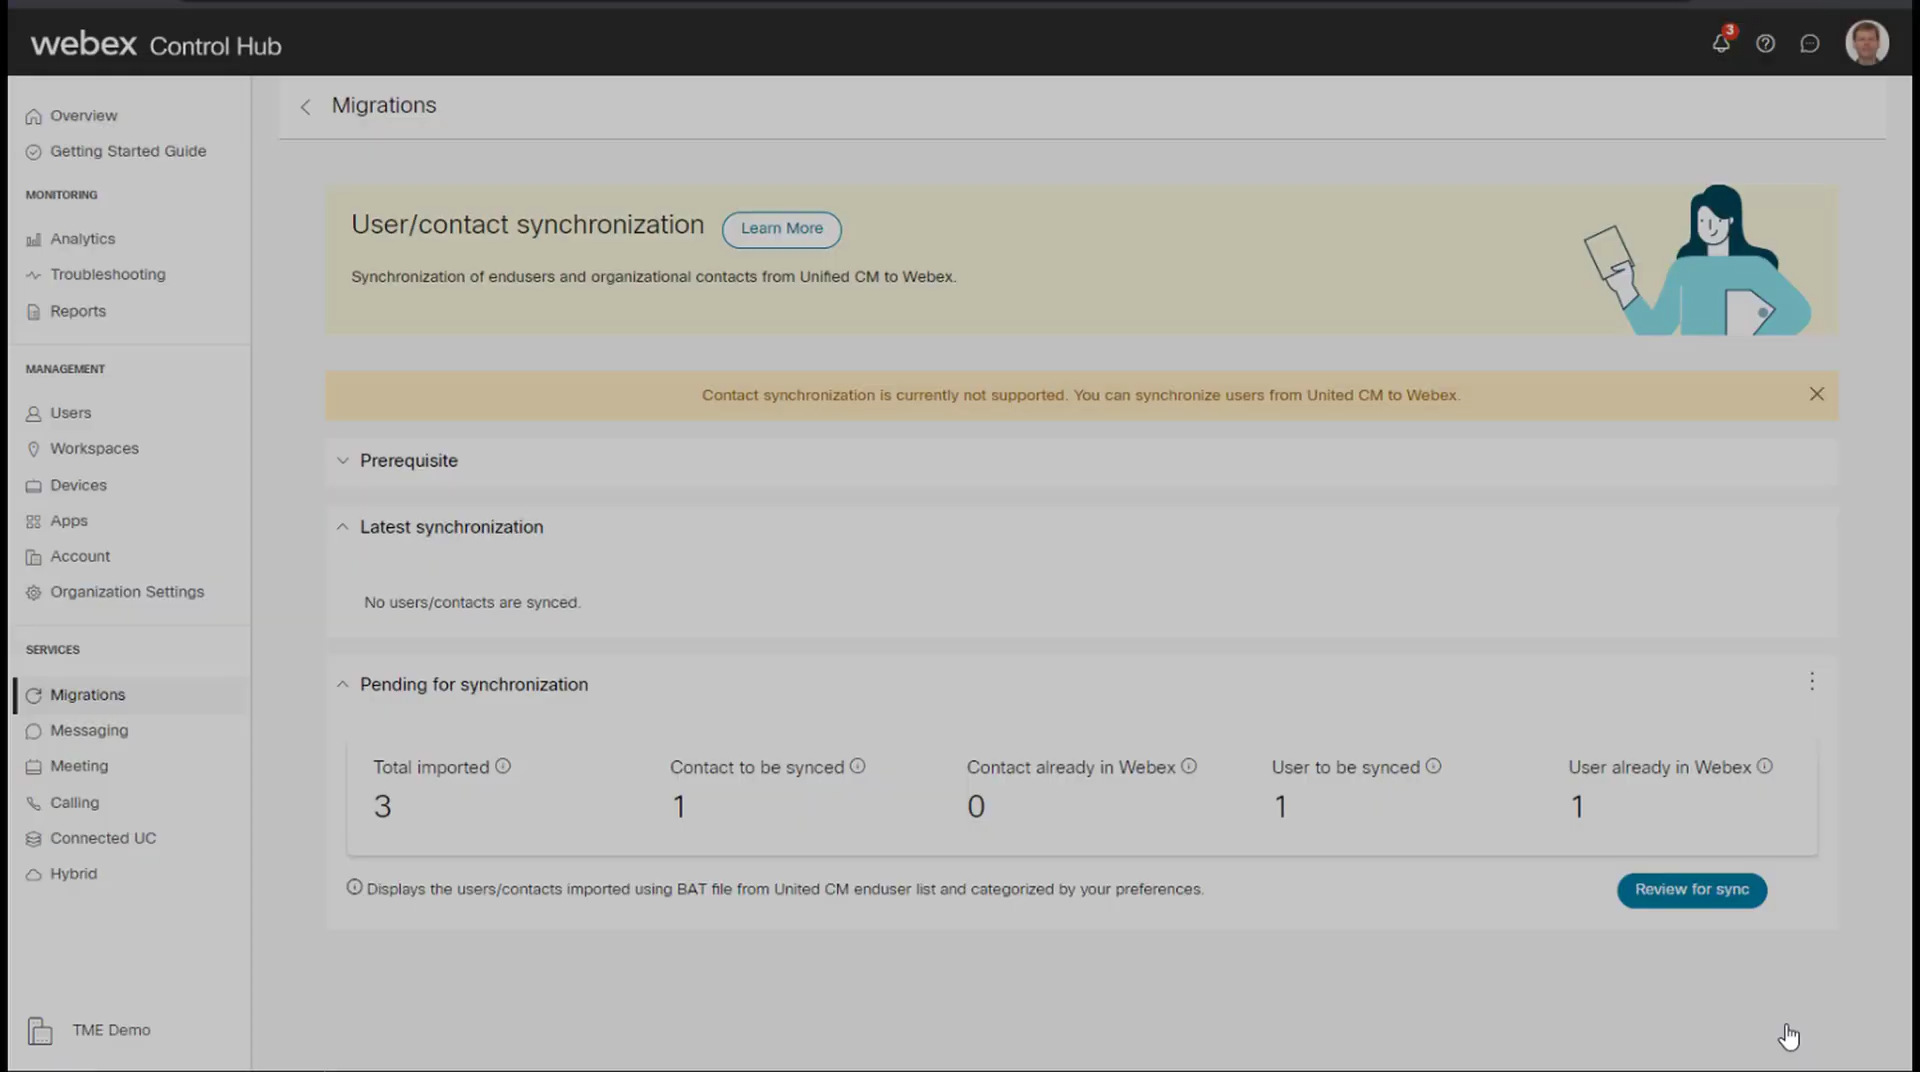 webex Control Hub
3
Overview
Getting Started Guide
MONITORING
Analytics
Troubleshooting
Reports
MANAGEMENT
Users
Workspaces
Devices
Apps
Account
Organization Settings
SERVICES
Migrations
Messaging
Meeting
Calling
Connected UC
Hybrid
TME Demo
Migrations
User/contact synchronization
Learn More
Synchronization of endusers and organizational contacts from Unified CM to Webex.
Contact synchronization is currently not supported. You can synchronize users from United CM to Webex.
Prerequisite
Latest synchronization
No users/contacts are synced.
Pending for synchronization
Total imported
3
Contact to be synced
1
Contact already in Webex
0
User to be synced
1
User already in Webex
1
Displays the users/contacts imported using BAT file from United CM enduser list and categorized by your preferences.
Review for sync